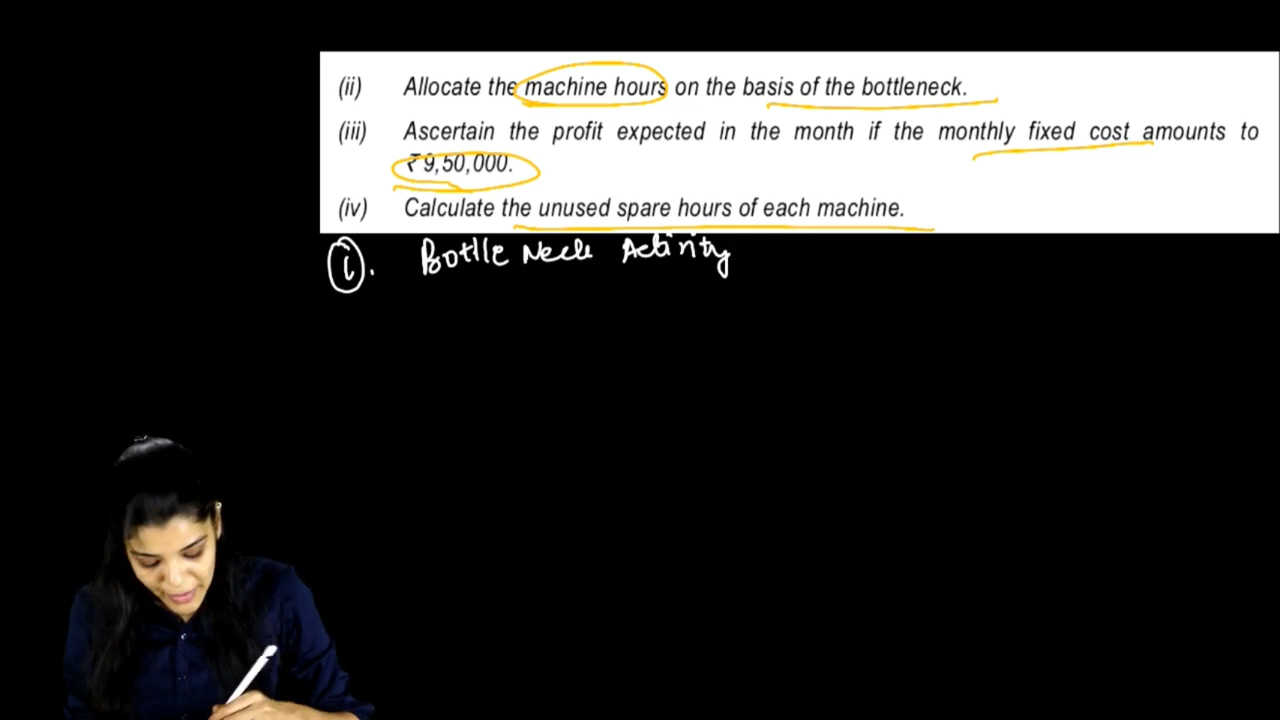 (ii) Allocate the machine hours on the basis of the bottleneck.
(iii) Ascertain the profit expected in the month if the monthly fixed cost amounts to
₹9,50,000.
(iv) Calculate the unused spare hours of each machine.
(i). Bottle Neck Activity